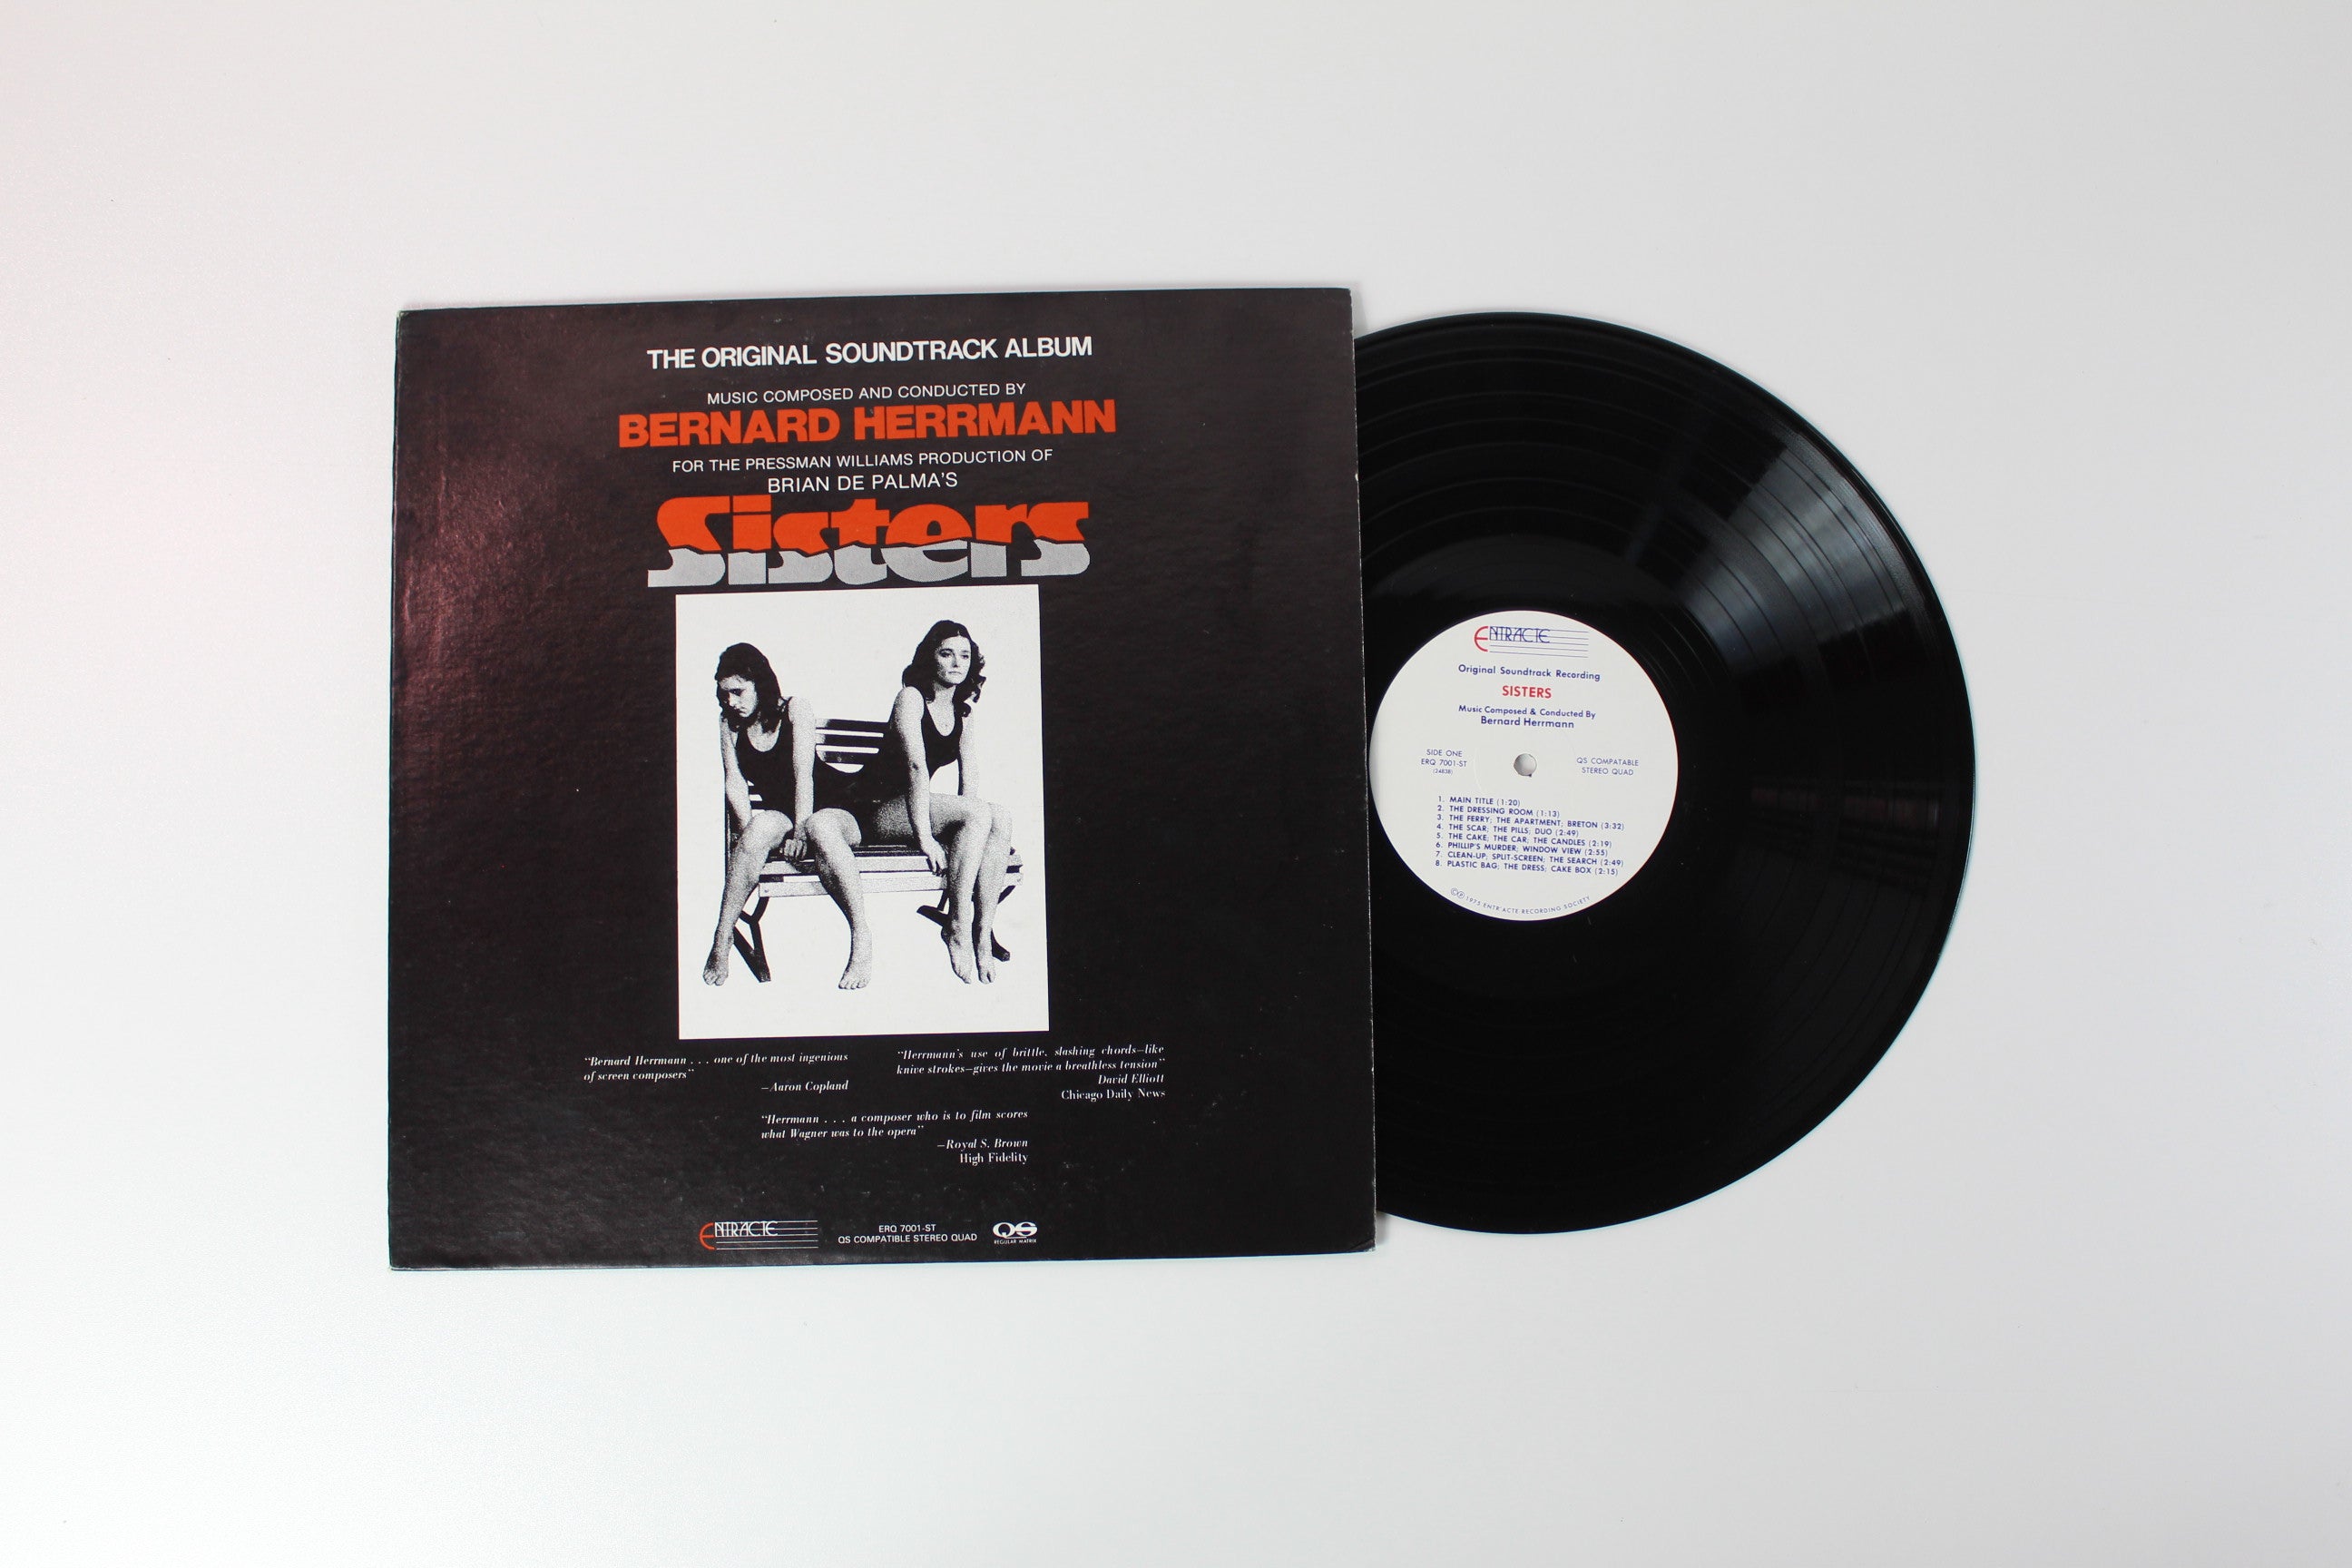 THE ORIGINAL SOUNDTRACK ALBUM
MUSIC COMPOSED AND CONDUCTED BY
BERNARD HERRMANN
FOR THE PRESSMAN WILLIAMS PRODUCTION OF
BRIAN DE PALMA'S
Sisters
"Bernard Herrmann . . . one of the most ingenious
of screen composers"
—Aaron Copland
"Herrmann's use of brittle, slashing chords—like
knive strokes—gives the movie a breathless tension"
David Elliott
Chicago Daily News
"Herrmann . . . a composer who is to film scores
what Wagner was to the opera"
—Royal S. Brown
High Fidelity
ENTRACTE
ERQ 7001-ST
QS COMPATIBLE STEREO QUAD
QS
REGULAR MATRIX
ENTRACTE
Original Soundtrack Recording
SISTERS
Music Composed & Conducted By
Bernard Herrmann
SIDE ONE
ERQ 7001-ST
(24838)
QS COMPATABLE
STEREO QUAD
1. MAIN TITLE (1:20)
2. THE DRESSING ROOM (1:13)
3. THE FERRY; THE APARTMENT; BRETON (3:32)
4. THE SCAR; THE PILLS; DUO (2:49)
5. THE CAKE; THE CAR; THE CANDLES (2:19)
6. PHILLIP'S MURDER; WINDOW VIEW (2:55)
7. CLEAN-UP; SPLIT-SCREEN; THE SEARCH (2:49)
8. PLASTIC BAG; THE DRESS; CAKE BOX (2:15)
©℗1975 ENTR'ACTE RECORDING SOCIETY